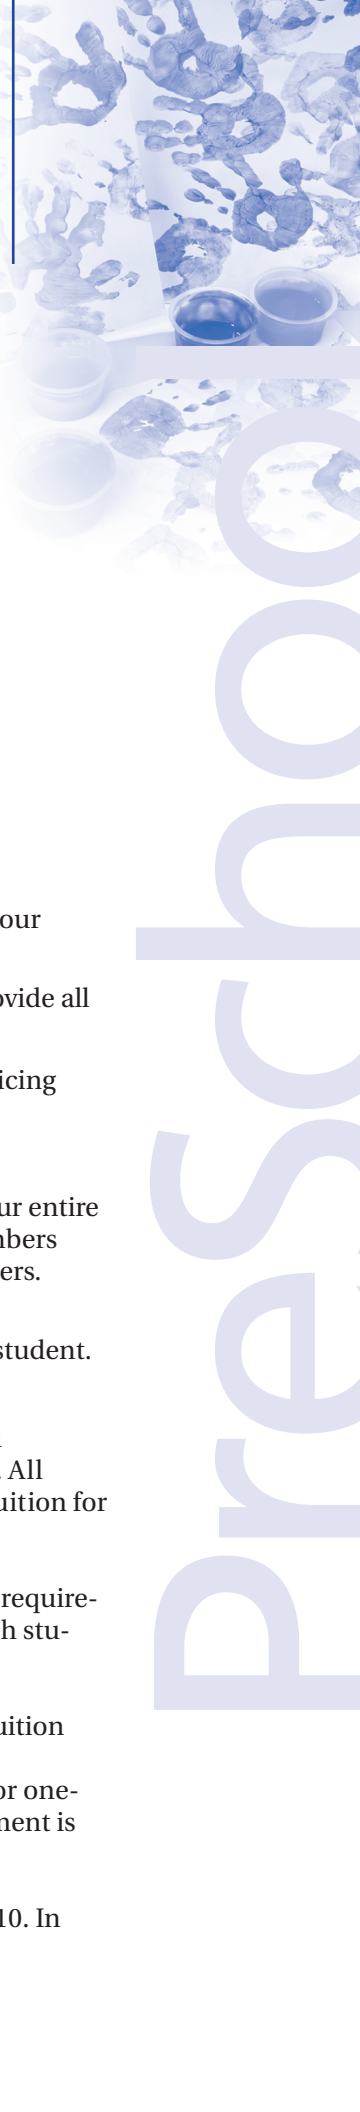 PreSchool
our
ovide all
icing
ur entire
mbers
ers.
student.
. All
uition for
require-
h stu-
uition
or one-
ment is
10. In